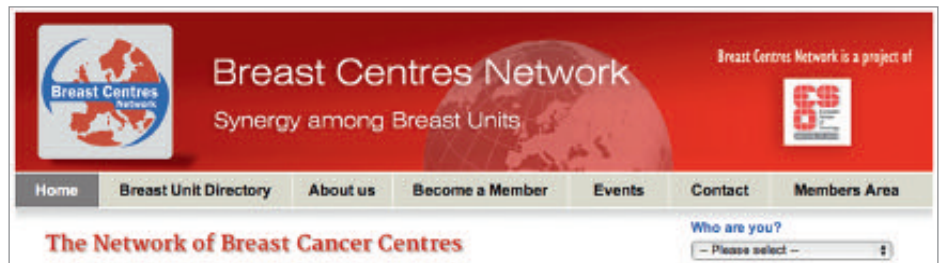 Breast Centres
Network
Breast Centres Network
Synergy among Breast Units
Breast Centres Network is a project of
ESO
Home Breast Unit Directory About us Become a Member Events Contact Members Area
The Network of Breast Cancer Centres
Who are you?
-- Please select --